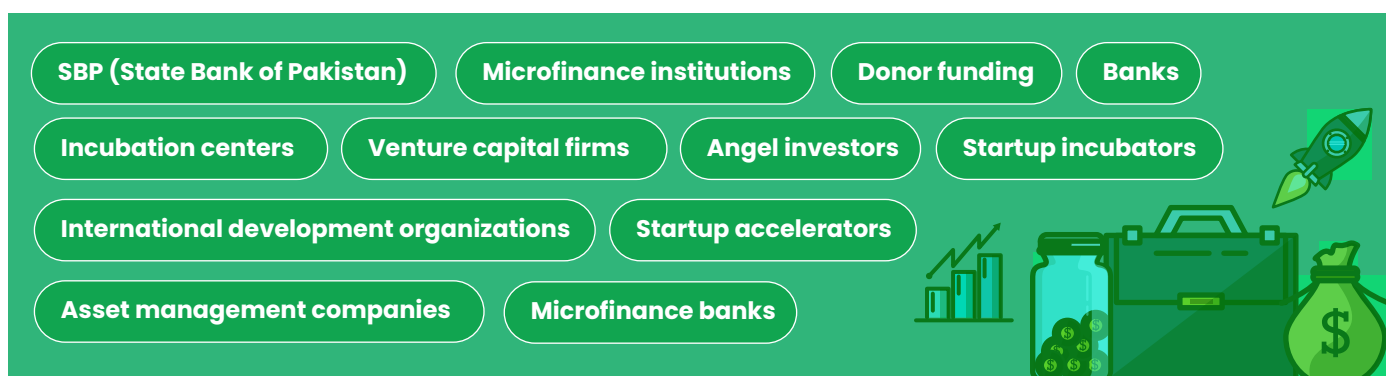 SBP (State Bank of Pakistan) Microfinance institutions Donor funding Banks
Incubation centers Venture capital firms Angel investors Startup incubators
International development organizations Startup accelerators
Asset management companies Microfinance banks
$
$ $
$ $ $
$